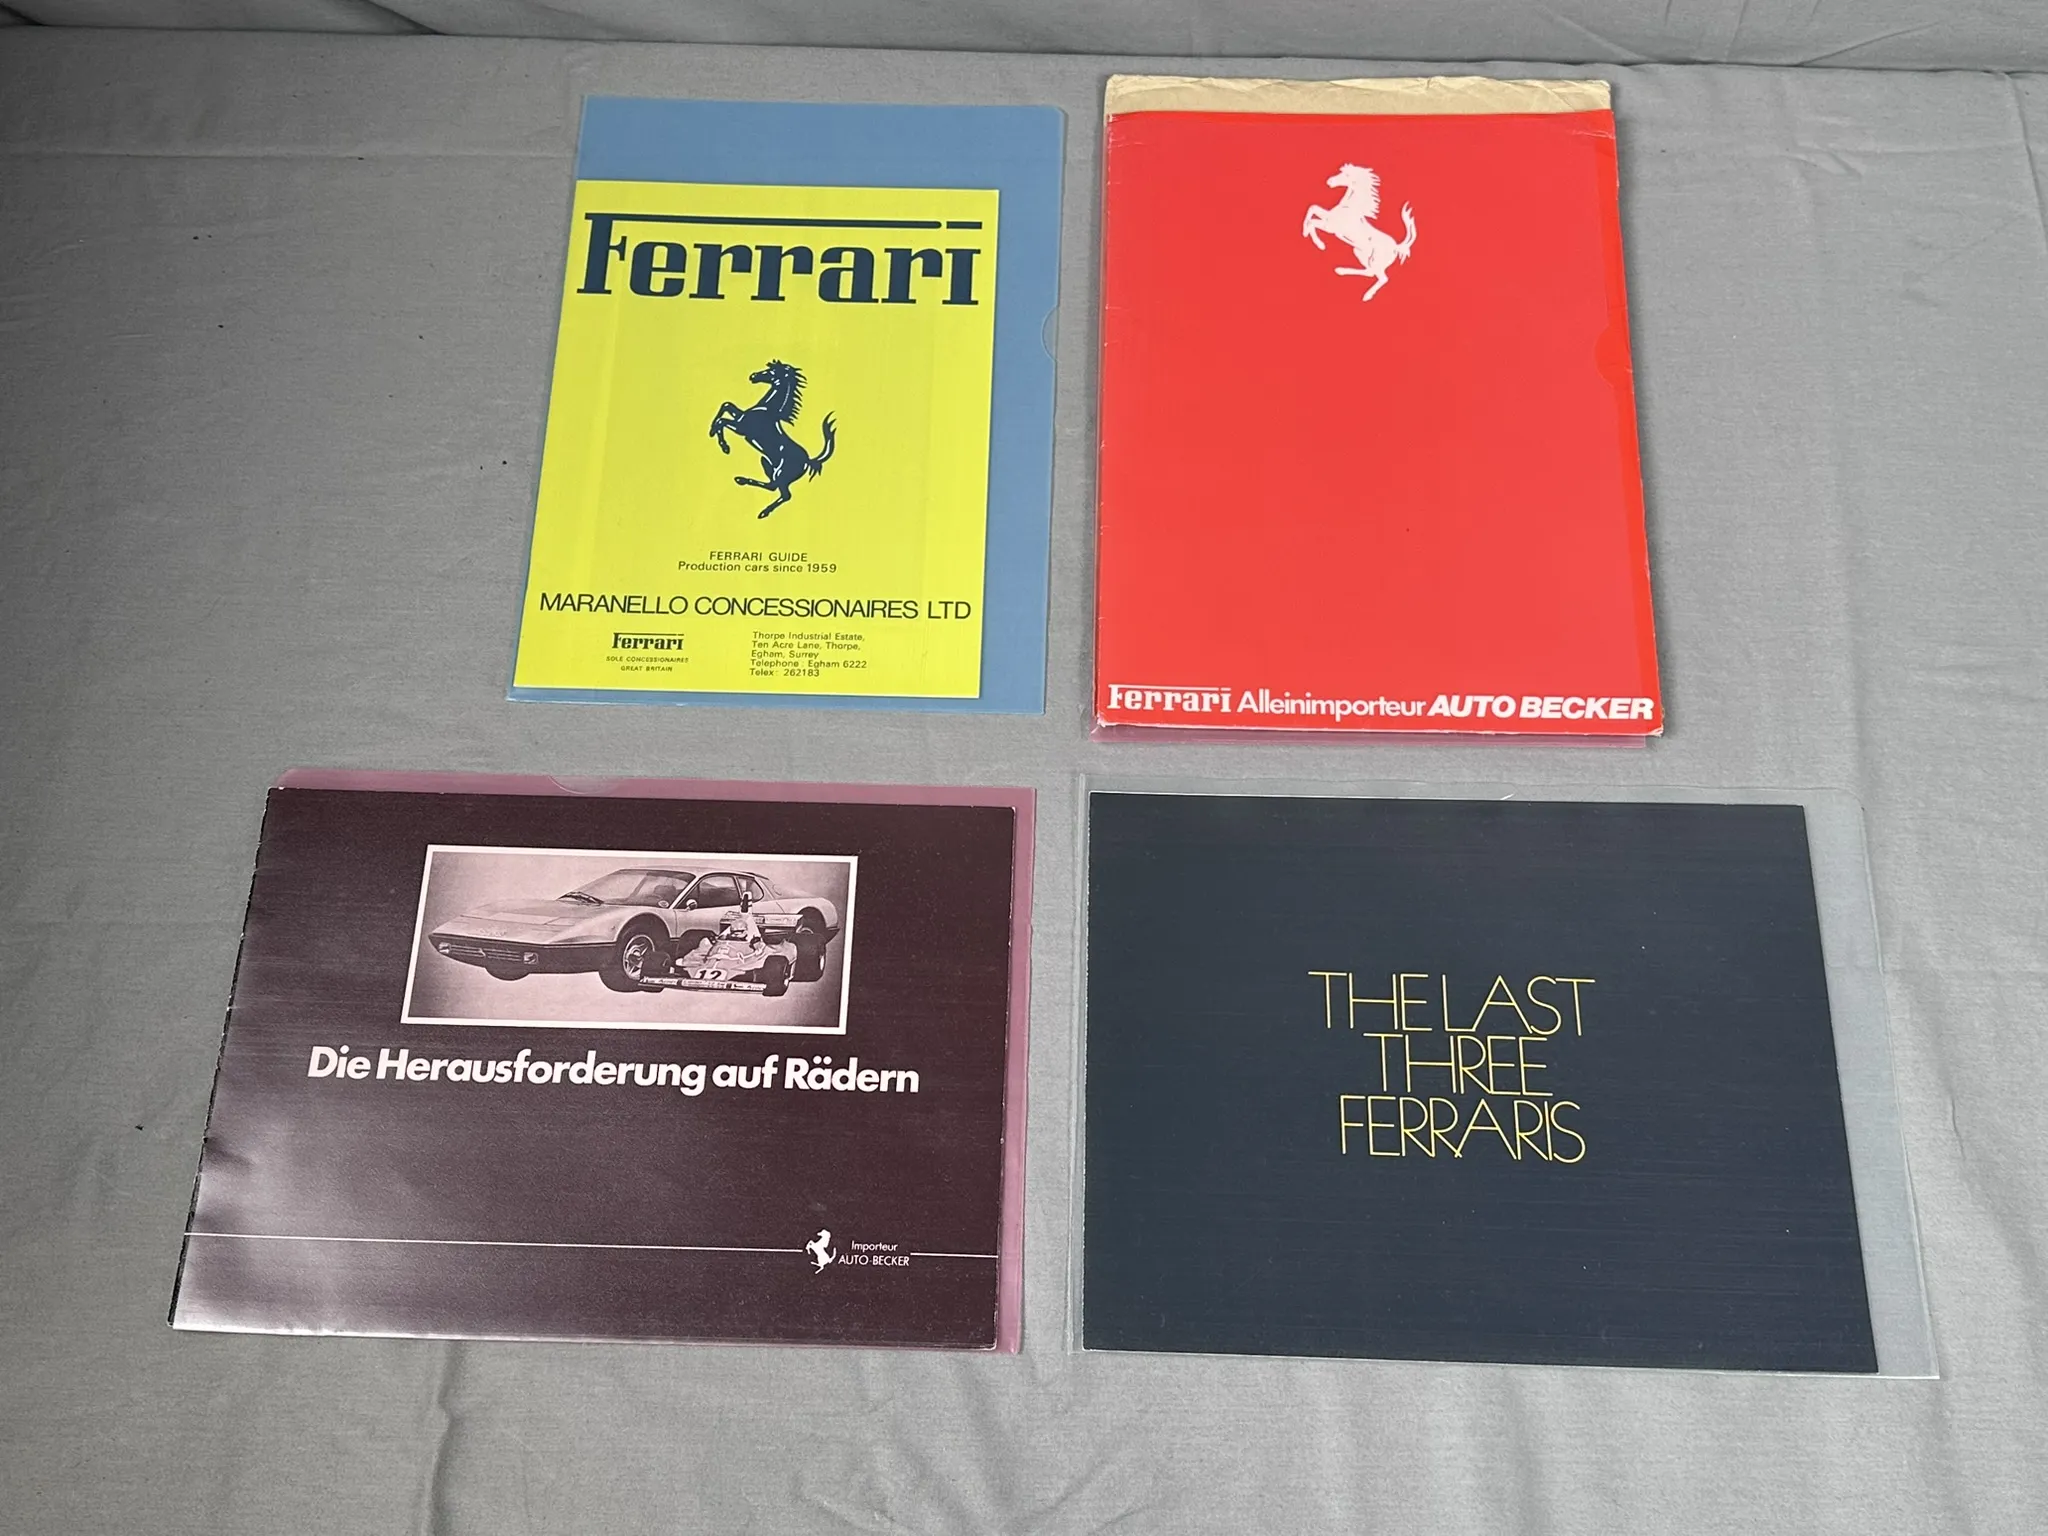 Ferrari
FERRARI GUIDE
Production cars since 1959
MARANELLO CONCESSIONAIRES LTD
Ferrari
SOLE CONCESSIONAIRES
GREAT BRITAIN
Thorpe Industrial Estate,
Ten Acre Lane, Thorpe,
Egham, Surrey
Telephone : Egham 6222
Telex : 262183
Ferrari Alleinimporteur AUTO BECKER
12
Die Herausforderung auf Rädern
Importeur
AUTO-BECKER
THE LAST
THREE
FERRARIS